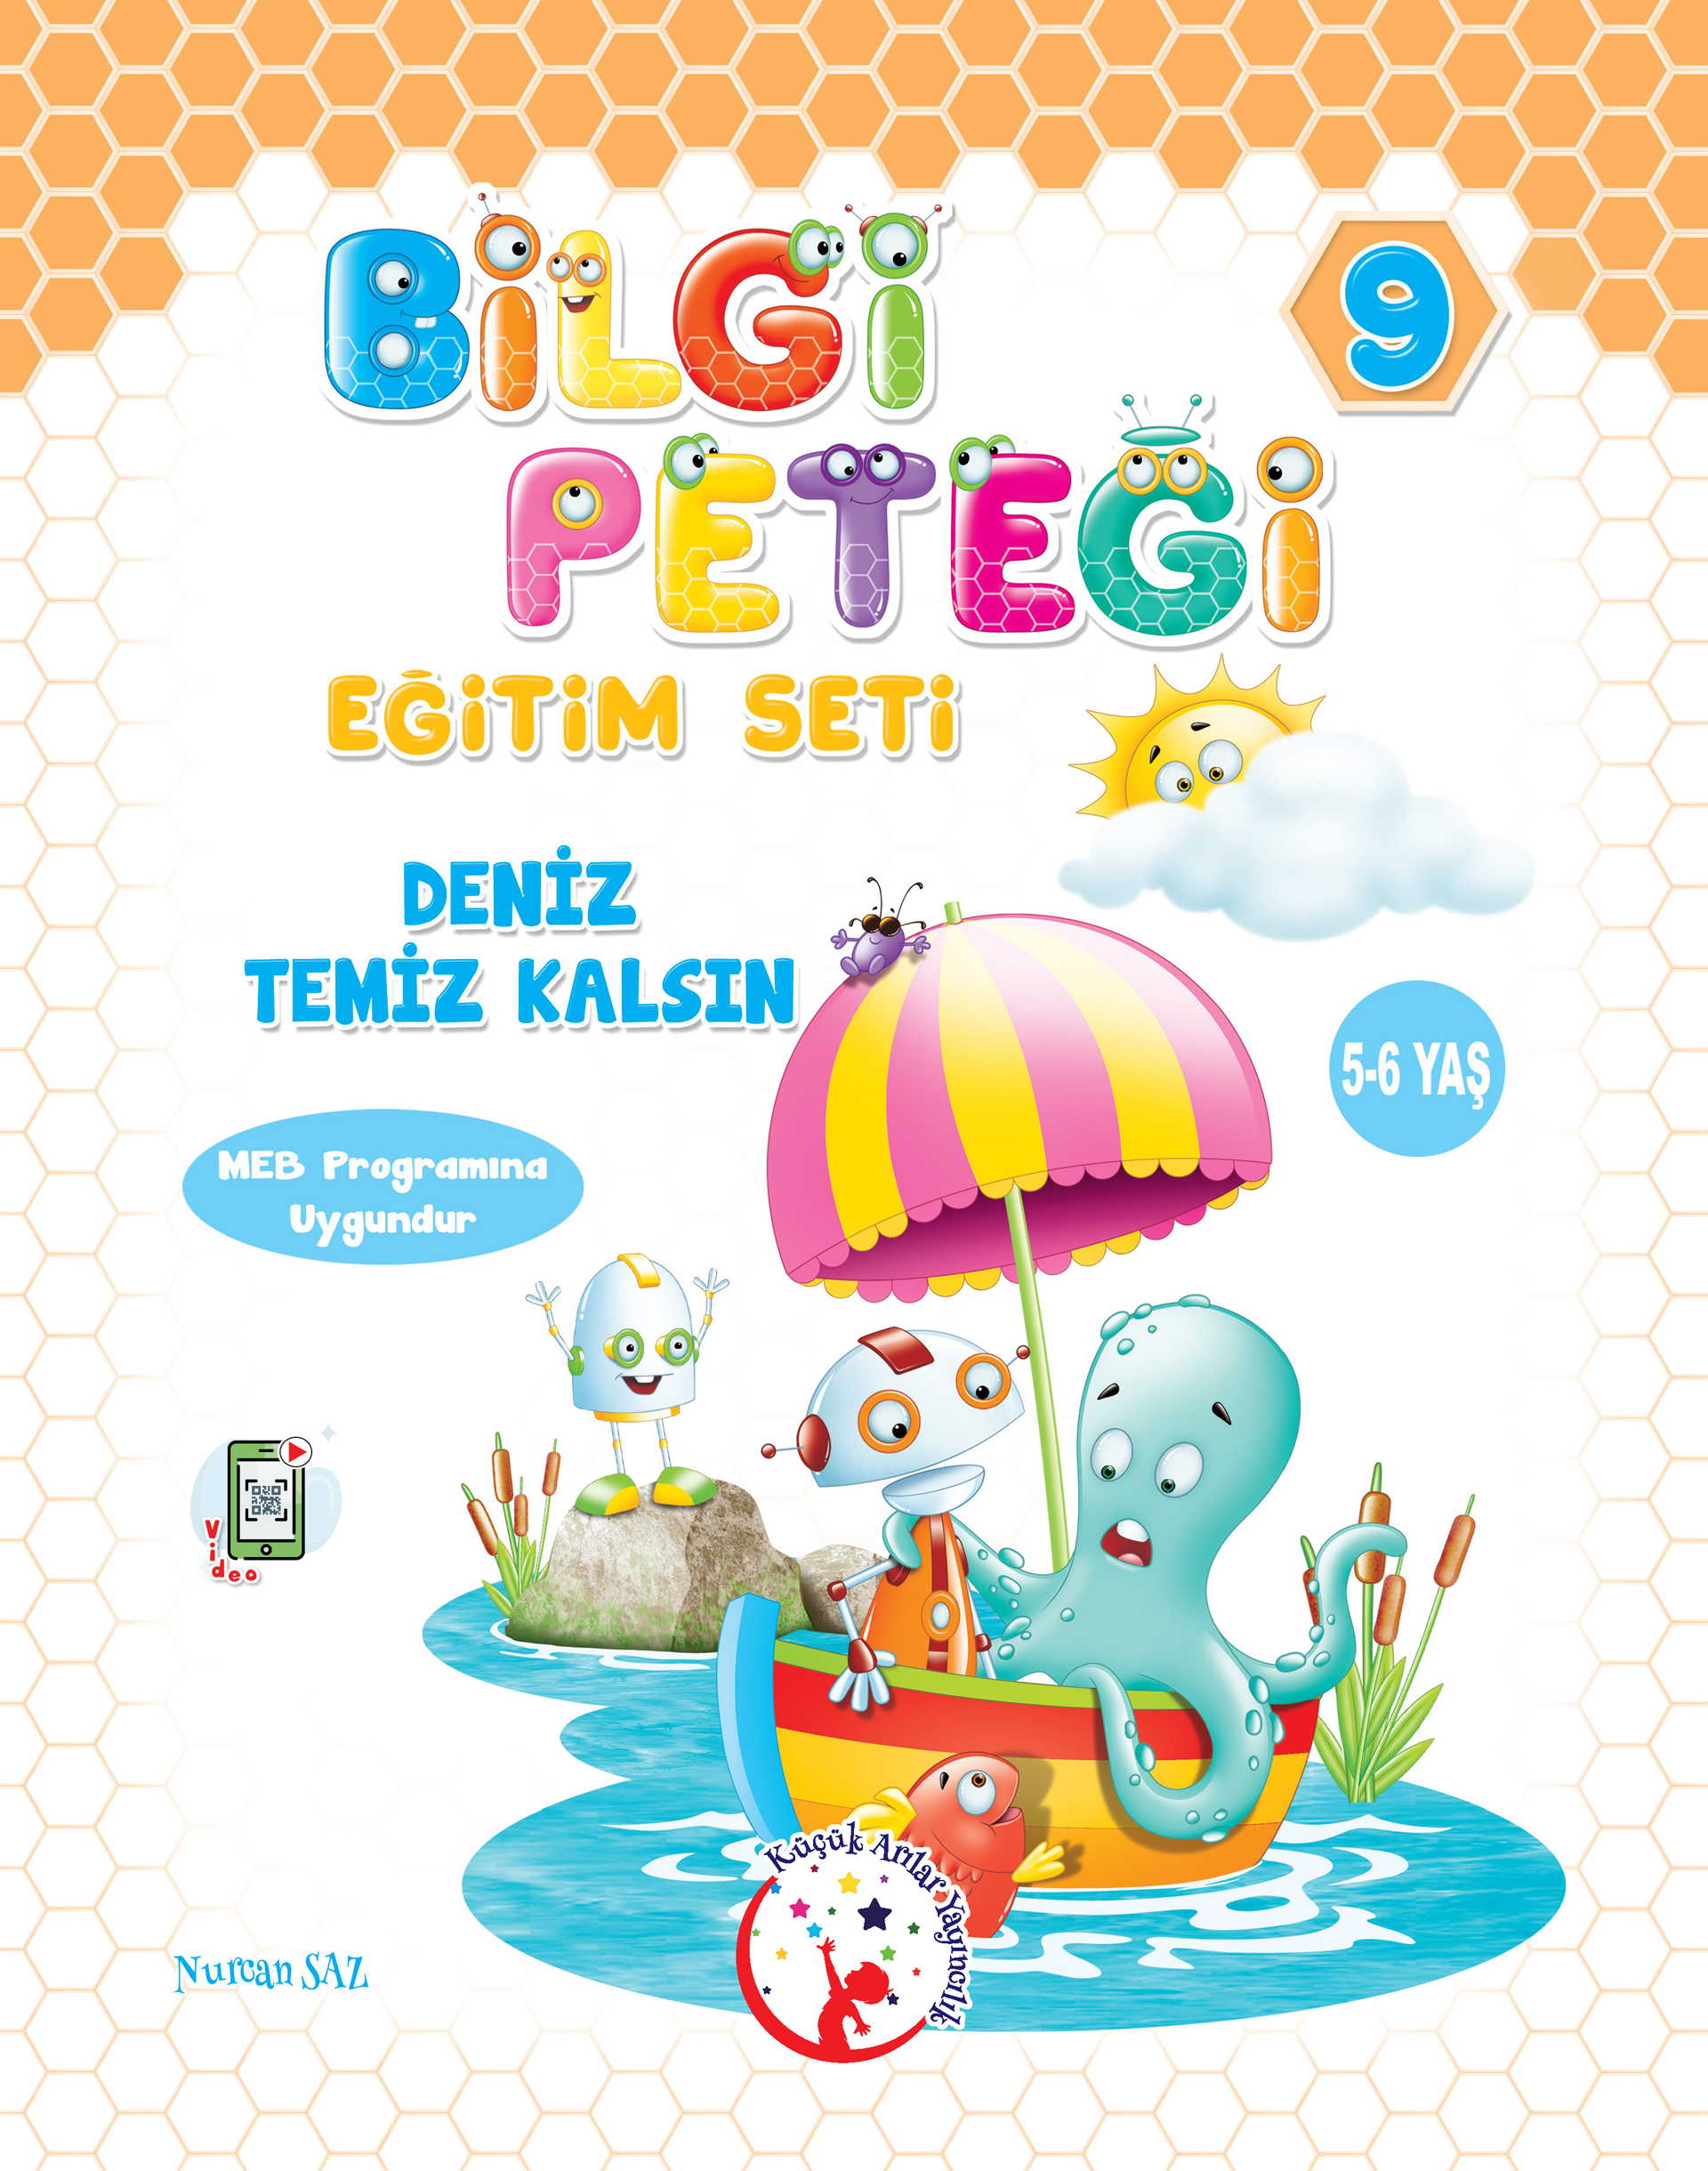 BİLGİ
9
PETEĞİ
EĞİTİM SETİ
DENİZ
TEMİZ KALSIN
5-6 YAŞ
MEB Programına
Uygundur
Video
Küçük Arılar Yayıncılık
Nurcan SAZ